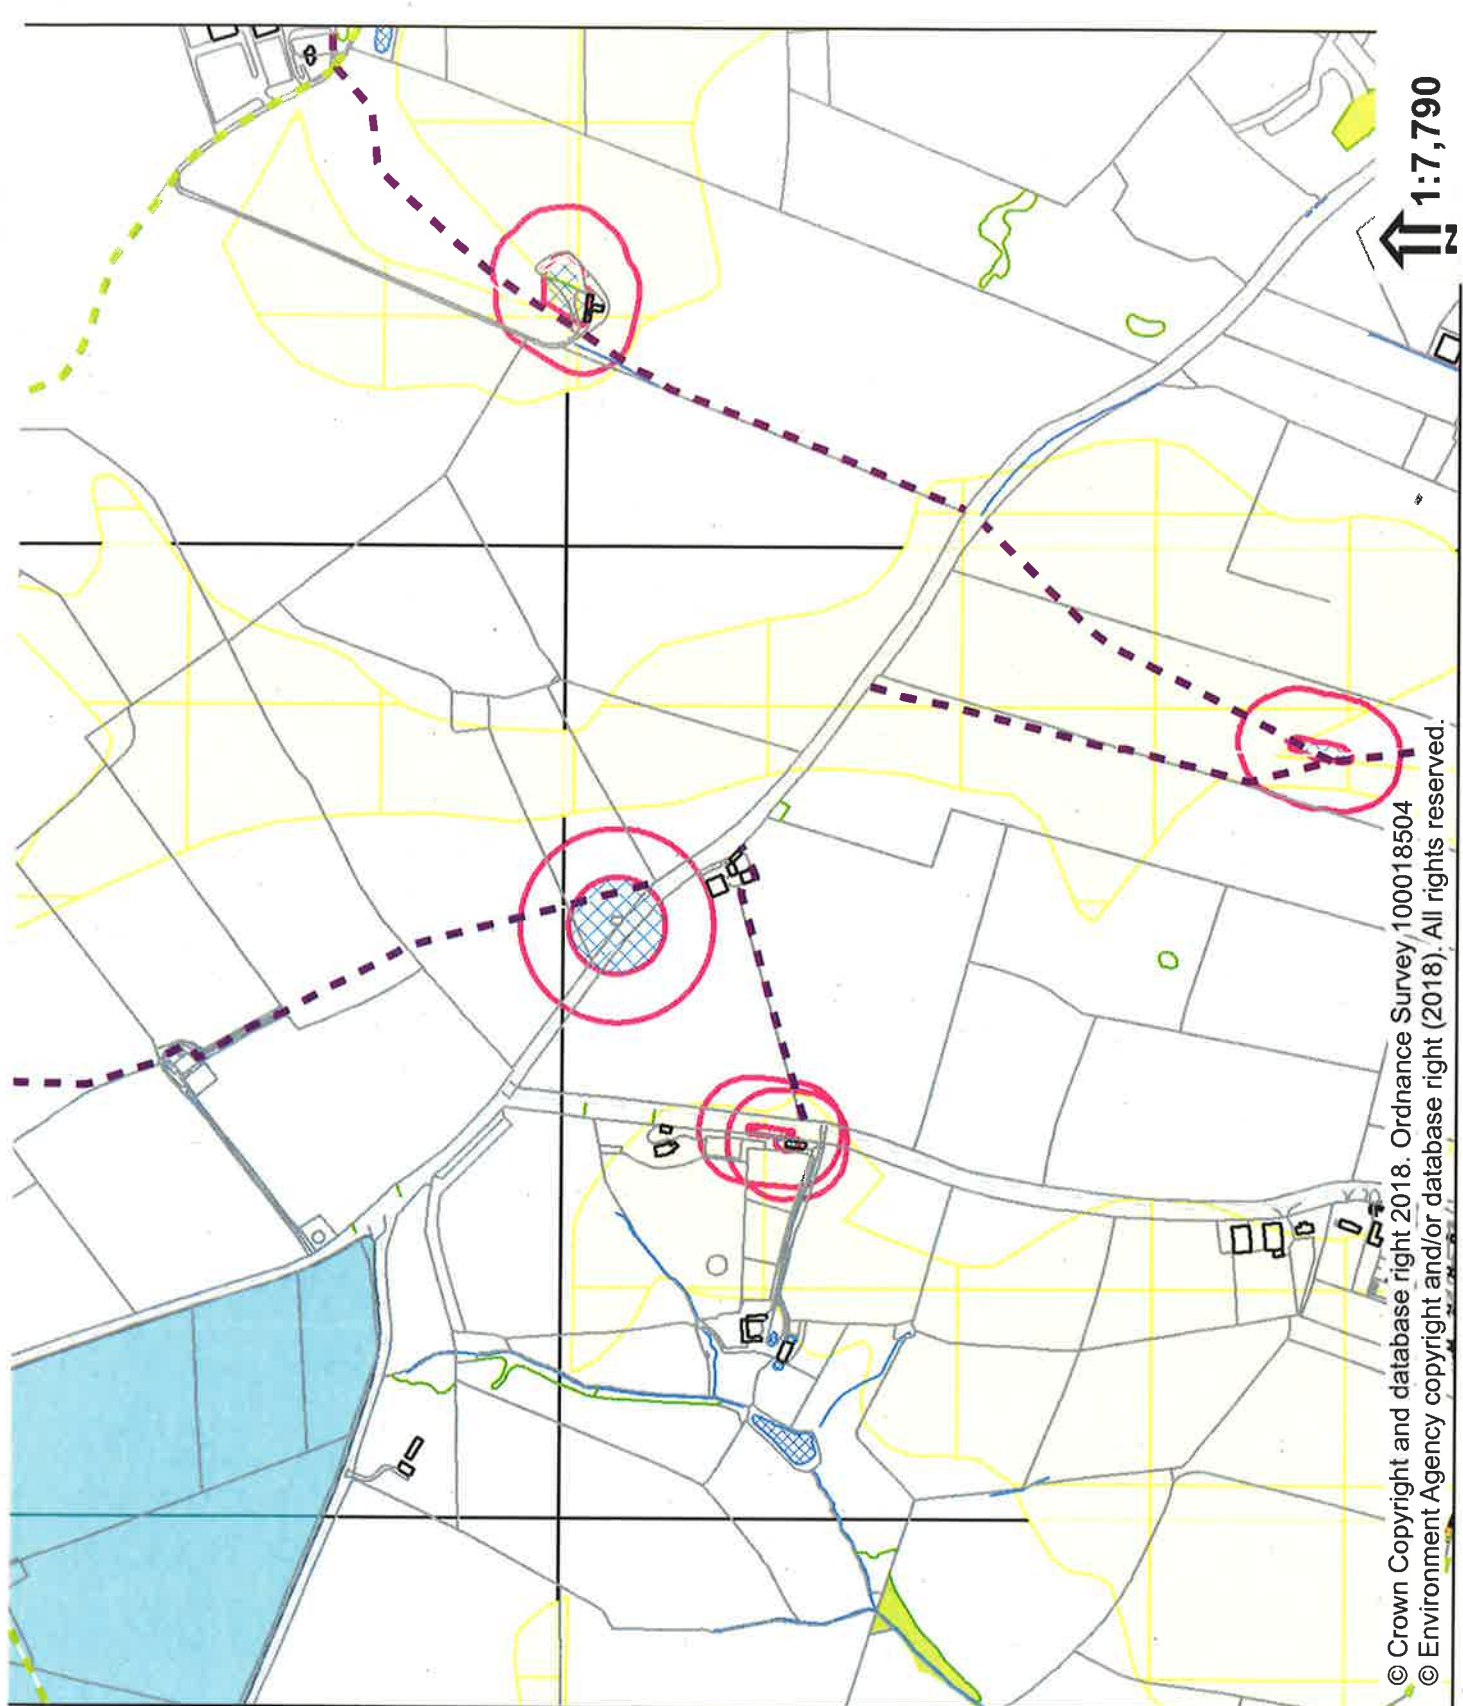 1:7,790
N
© Crown Copyright and database right 2018. Ordnance Survey 100018504
© Environment Agency copyright and/or database right (2018). All rights reserved.